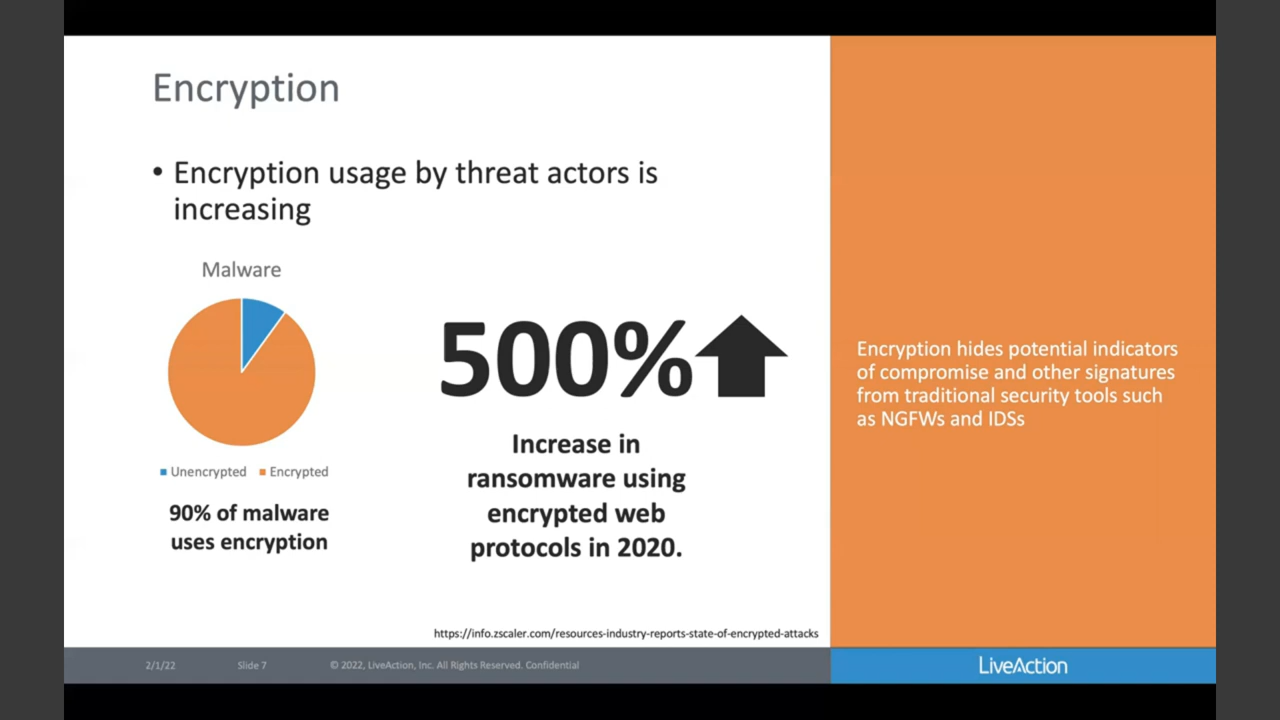 Encryption
• Encryption usage by threat actors is
increasing
Malware
Unencrypted Encrypted
90% of malware
uses encryption
500%
Increase in
ransomware using
encrypted web
protocols in 2020.
Encryption hides potential indicators
of compromise and other signatures
from traditional security tools such
as NGFWs and IDSs
https://info.zscaler.com/resources-industry-reports-state-of-encrypted-attacks
2/1/22 Slide 7 © 2022, LiveAction, Inc. All Rights Reserved. Confidential
LiveAction